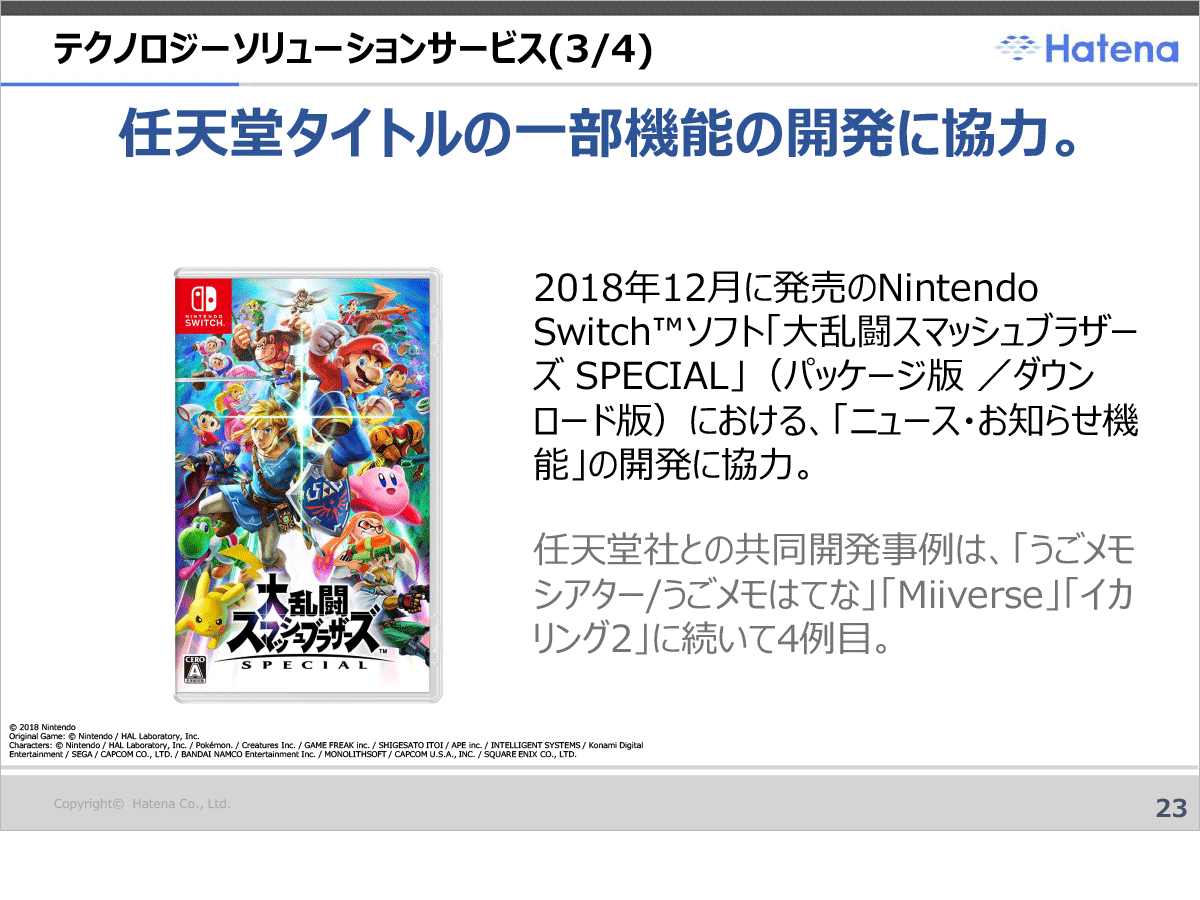 テクノロジーソリューションサービス(3/4)
Hatena
任天堂タイトルの一部機能の開発に協力。
2018年12月に発売のNintendo
Switch™ソフト「大乱闘スマッシュブラザー
ズ SPECIAL」（パッケージ版 ／ダウン
ロード版）における、「ニュース・お知らせ機
能」の開発に協力。
任天堂社との共同開発事例は、「うごメモ
シアター/うごメモはてな」「Miiverse」「イカ
リング2」に続いて4例目。
NINTENDO
SWITCH™
大乱闘
スマッシュブラザーズ™
SPECIAL
CERO
A
© 2018 Nintendo
Original Game: © Nintendo / HAL Laboratory, Inc.
Characters: © Nintendo / HAL Laboratory, Inc. / Pokémon. / Creatures Inc. / GAME FREAK inc. / SHIGESATO ITOI / APE inc. / INTELLIGENT SYSTEMS / Konami Digital
Entertainment / SEGA / CAPCOM CO., LTD. / BANDAI NAMCO Entertainment Inc. / MONOLITHSOFT / CAPCOM U.S.A., INC. / SQUARE ENIX CO., LTD.
Copyright© Hatena Co., Ltd.
23